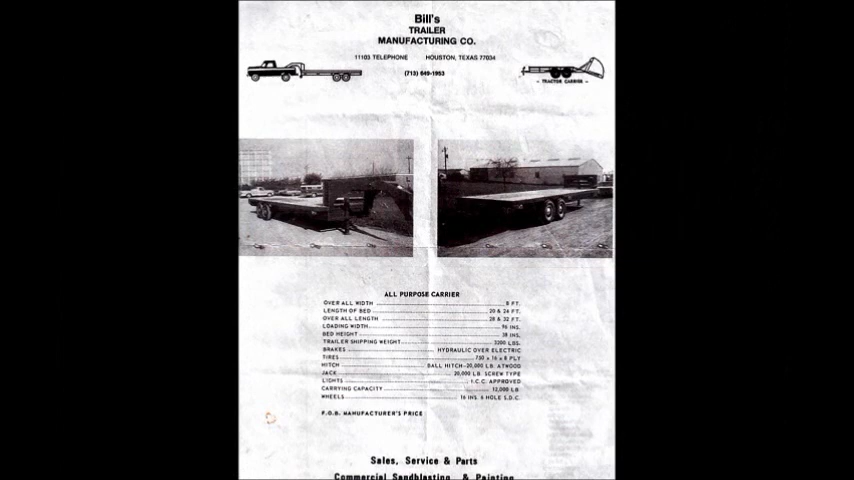 Bill's
TRAILER
MANUFACTURING CO.
11103 TELEPHONE HOUSTON, TEXAS 77034
(713) 649-1953
- TRACTOR CARRIER -
ALL PURPOSE CARRIER
OVER ALL WIDTH 8 FT.
LENGTH OF BED 20 & 24 FT.
OVER ALL LENGTH 28 & 32 FT.
LOADING WIDTH 96 INS.
BED HEIGHT 38 INS.
TRAILER SHIPPING WEIGHT 3200 LBS.
BRAKES HYDRAULIC OVER ELECTRIC
TIRES 750 x 16 x 8 PLY
HITCH BALL HITCH-20,000 LB. ATWOOD
JACK 20,000 LB. SCREW TYPE
LIGHTS I.C.C. APPROVED
CARRYING CAPACITY 12,000 LB
WHEELS 16 INS. 6 HOLE S.D.C.
F.O.B. MANUFACTURER'S PRICE
Sales, Service & Parts
Commercial Sandblasting & Painting